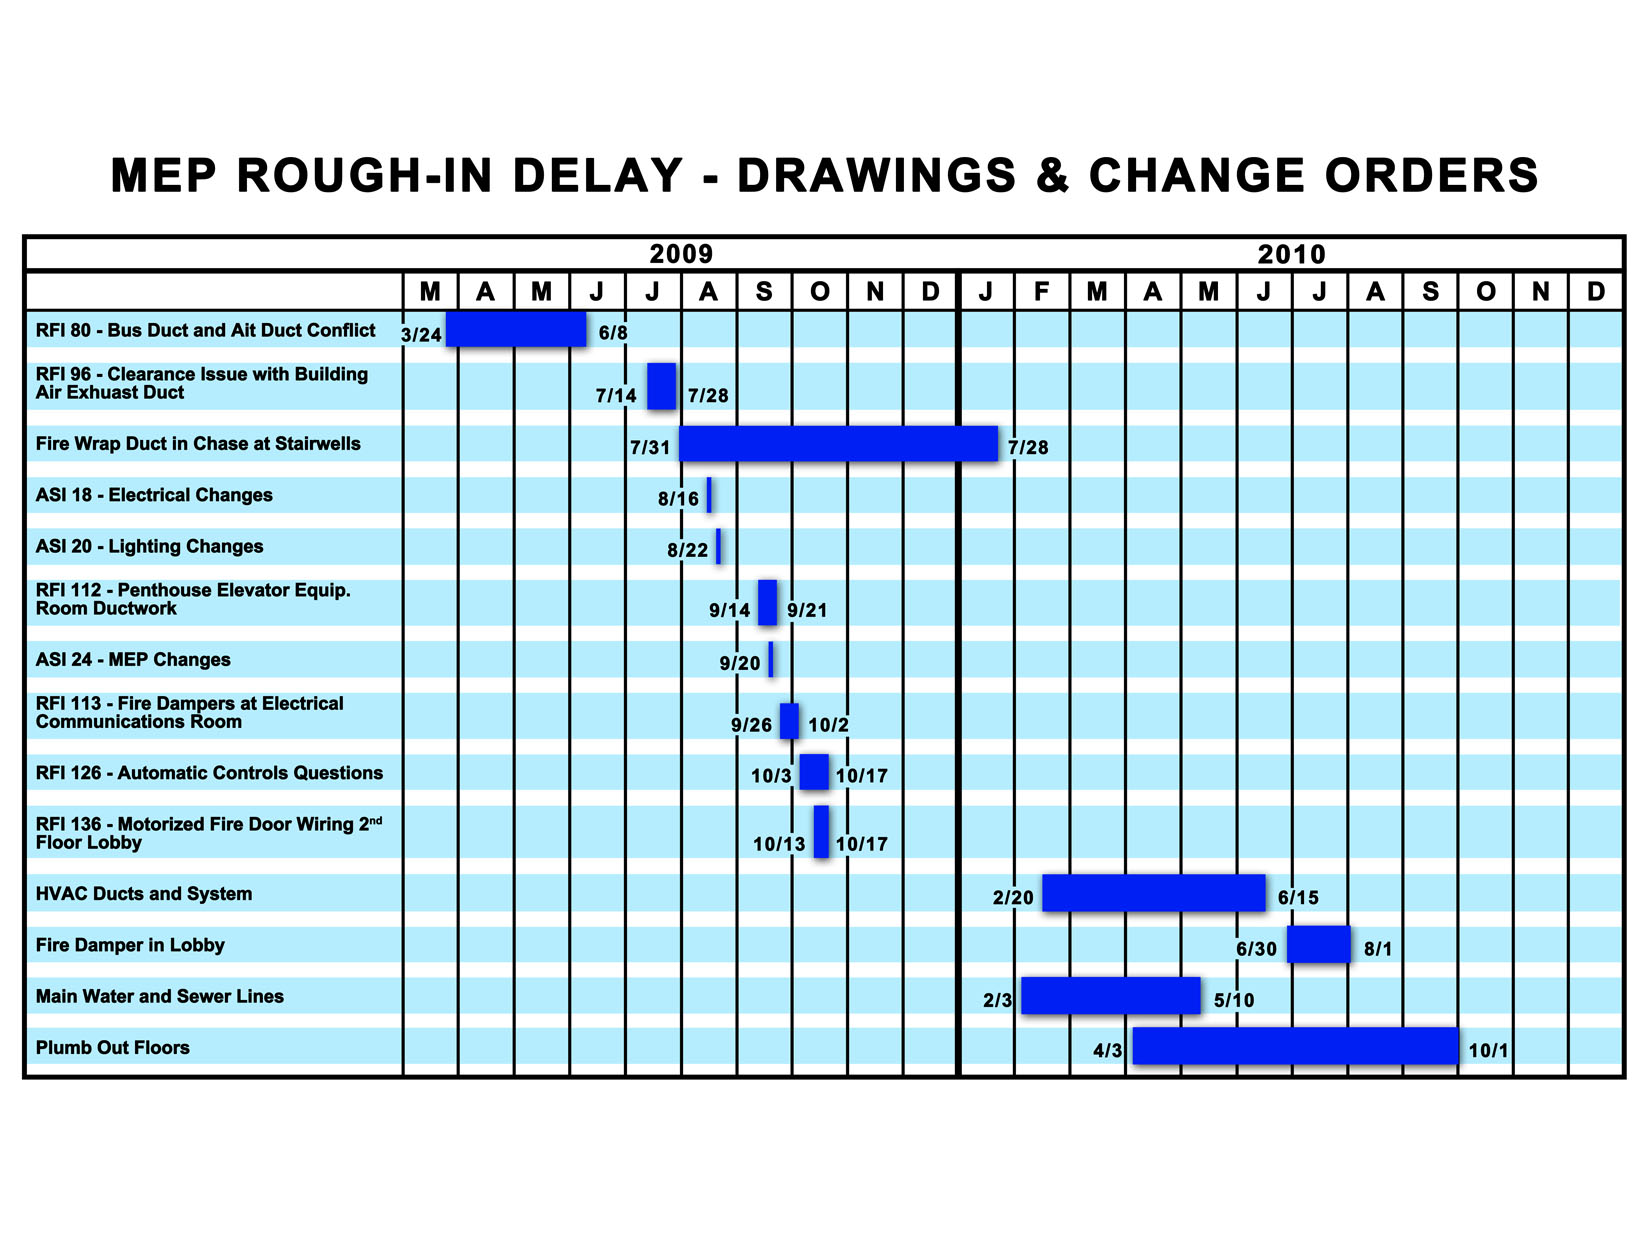 MEP ROUGH-IN DELAY - DRAWINGS & CHANGE ORDERS
2009 2010
M A M J J A S O N D J F M A M J J A S O N D
RFI 80 - Bus Duct and Ait Duct Conflict 3/24 6/8
RFI 96 - Clearance Issue with Building
Air Exhuast Duct 7/14 7/28
Fire Wrap Duct in Chase at Stairwells 7/31 7/28
ASI 18 - Electrical Changes 8/16
ASI 20 - Lighting Changes 8/22
RFI 112 - Penthouse Elevator Equip.
Room Ductwork 9/14 9/21
ASI 24 - MEP Changes 9/20
RFI 113 - Fire Dampers at Electrical
Communications Room 9/26 10/2
RFI 126 - Automatic Controls Questions 10/3 10/17
RFI 136 - Motorized Fire Door Wiring 2nd
Floor Lobby 10/13 10/17
HVAC Ducts and System 2/20 6/15
Fire Damper in Lobby 6/30 8/1
Main Water and Sewer Lines 2/3 5/10
Plumb Out Floors 4/3 10/1